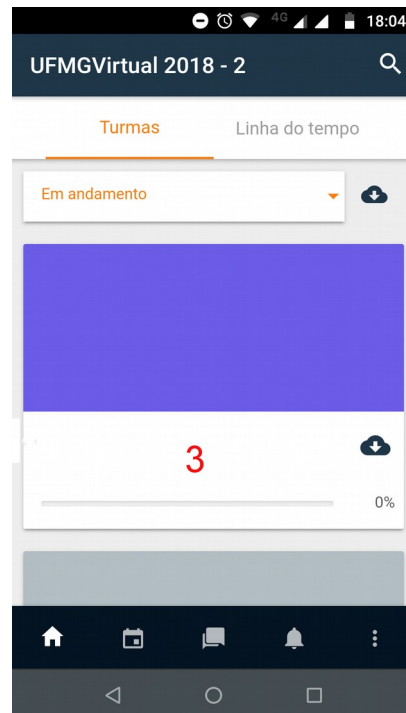 4G 18:04
UFMGVirtual 2018 - 2
Turmas Linha do tempo
Em andamento
3
0%